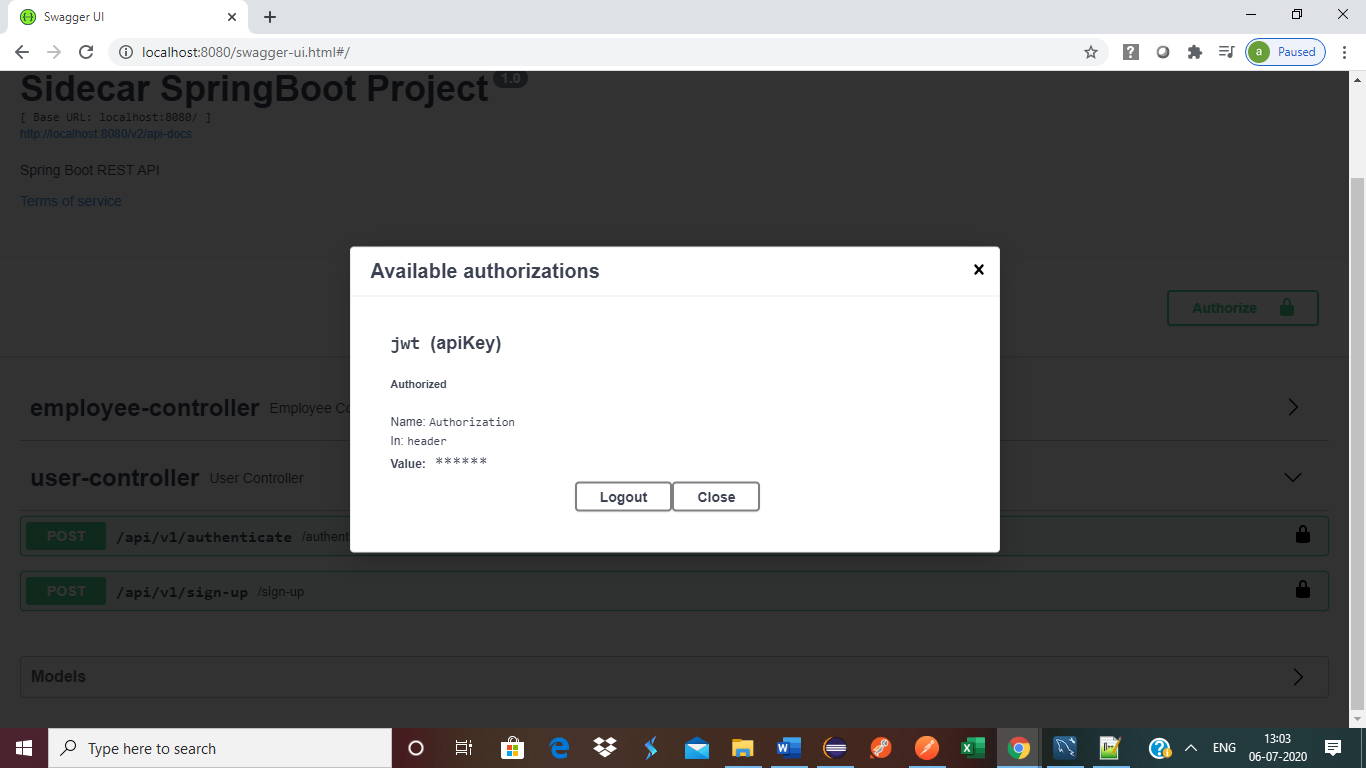 Swagger UI
localhost:8080/swagger-ui.html#/
a Paused
Sidecar SpringBoot Project 1.0
[ Base URL: localhost:8080/ ]
http://localhost:8080/v2/api-docs
Spring Boot REST API
Terms of service
Available authorizations
Authorize
jwt (apiKey)
Authorized
employee-controller Employee Co
Name: Authorization
In: header
Value: ******
user-controller User Controller
Logout Close
POST /api/v1/authenticate /authent
POST /api/v1/sign-up /sign-up
Models
Type here to search
ENG
13:03
06-07-2020